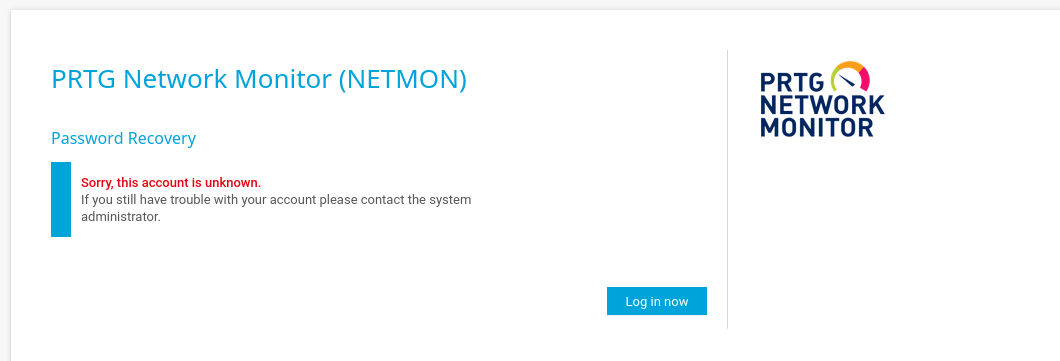 PRTG Network Monitor (NETMON)
Password Recovery
Sorry, this account is unknown.
If you still have trouble with your account please contact the system
administrator.
Log in now
PRTG
NETWORK
MONITOR